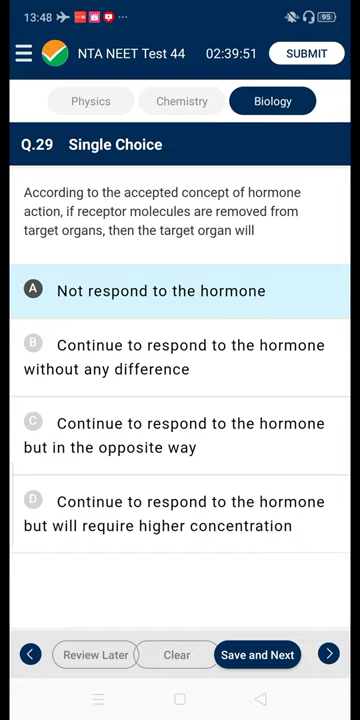 13:48 95
NTA NEET Test 44 02:39:51 SUBMIT
Physics Chemistry Biology
Q.29 Single Choice
According to the accepted concept of hormone
action, if receptor molecules are removed from
target organs, then the target organ will
A Not respond to the hormone
B Continue to respond to the hormone
without any difference
C Continue to respond to the hormone
but in the opposite way
D Continue to respond to the hormone
but will require higher concentration
Review Later Clear Save and Next